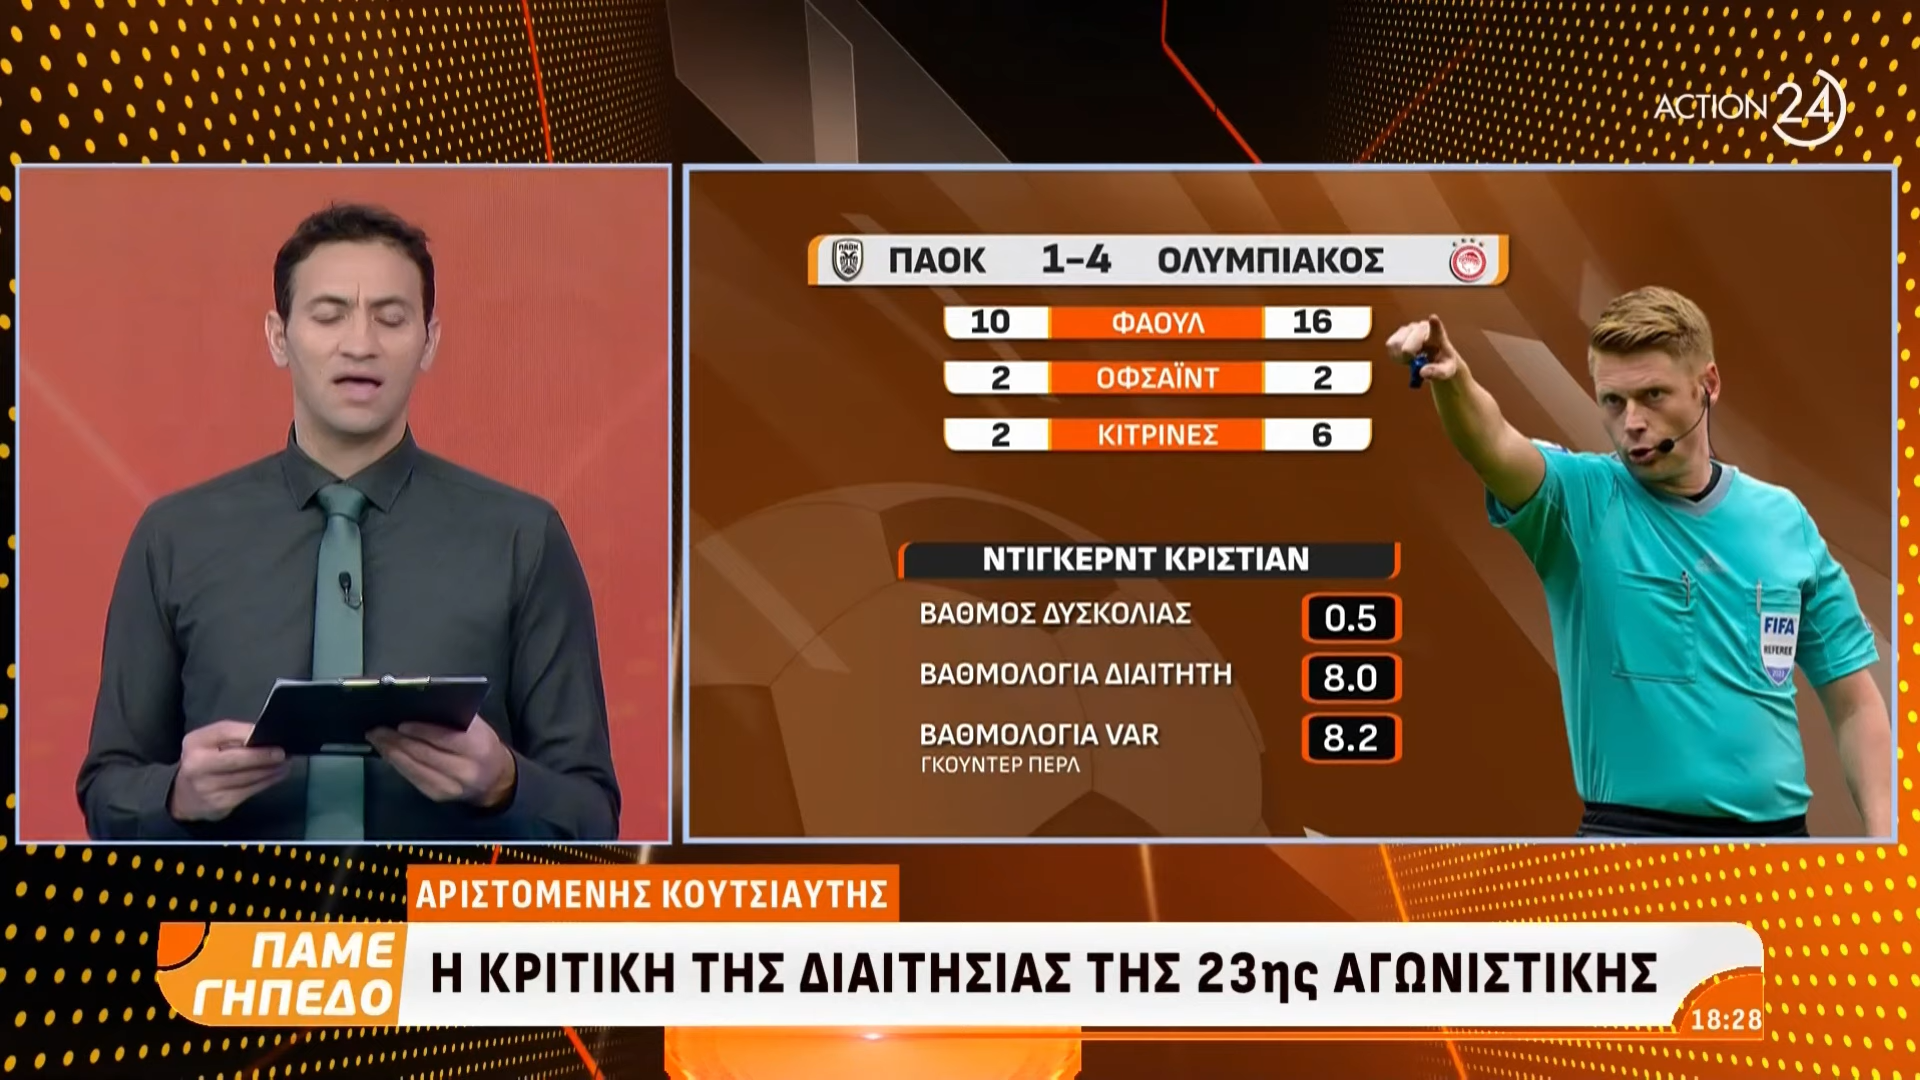 ACTION 24
ΠΑΟΚ 1-4 ΟΛΥΜΠΙΑΚΟΣ
10 ΦΑΟΥΛ 16
2 ΟΦΣΑΪΝΤ 2
2 ΚΙΤΡΙΝΕΣ 6
ΝΤΙΓΚΕΡΝΤ ΚΡΙΣΤΙΑΝ
ΒΑΘΜΟΣ ΔΥΣΚΟΛΙΑΣ 0.5
ΒΑΘΜΟΛΟΓΙΑ ΔΙΑΙΤΗΤΗ 8.0
ΒΑΘΜΟΛΟΓΙΑ VAR 8.2
ΓΚΟΥΝΤΕΡ ΠΕΡΛ
FIFA
REFEREE
ΑΡΙΣΤΟΜΕΝΗΣ ΚΟΥΤΣΙΑΥΤΗΣ
ΠΑΜΕ
ΓΗΠΕΔΟ
Η ΚΡΙΤΙΚΗ ΤΗΣ ΔΙΑΙΤΗΣΙΑΣ ΤΗΣ 23ης ΑΓΩΝΙΣΤΙΚΗΣ
18:28